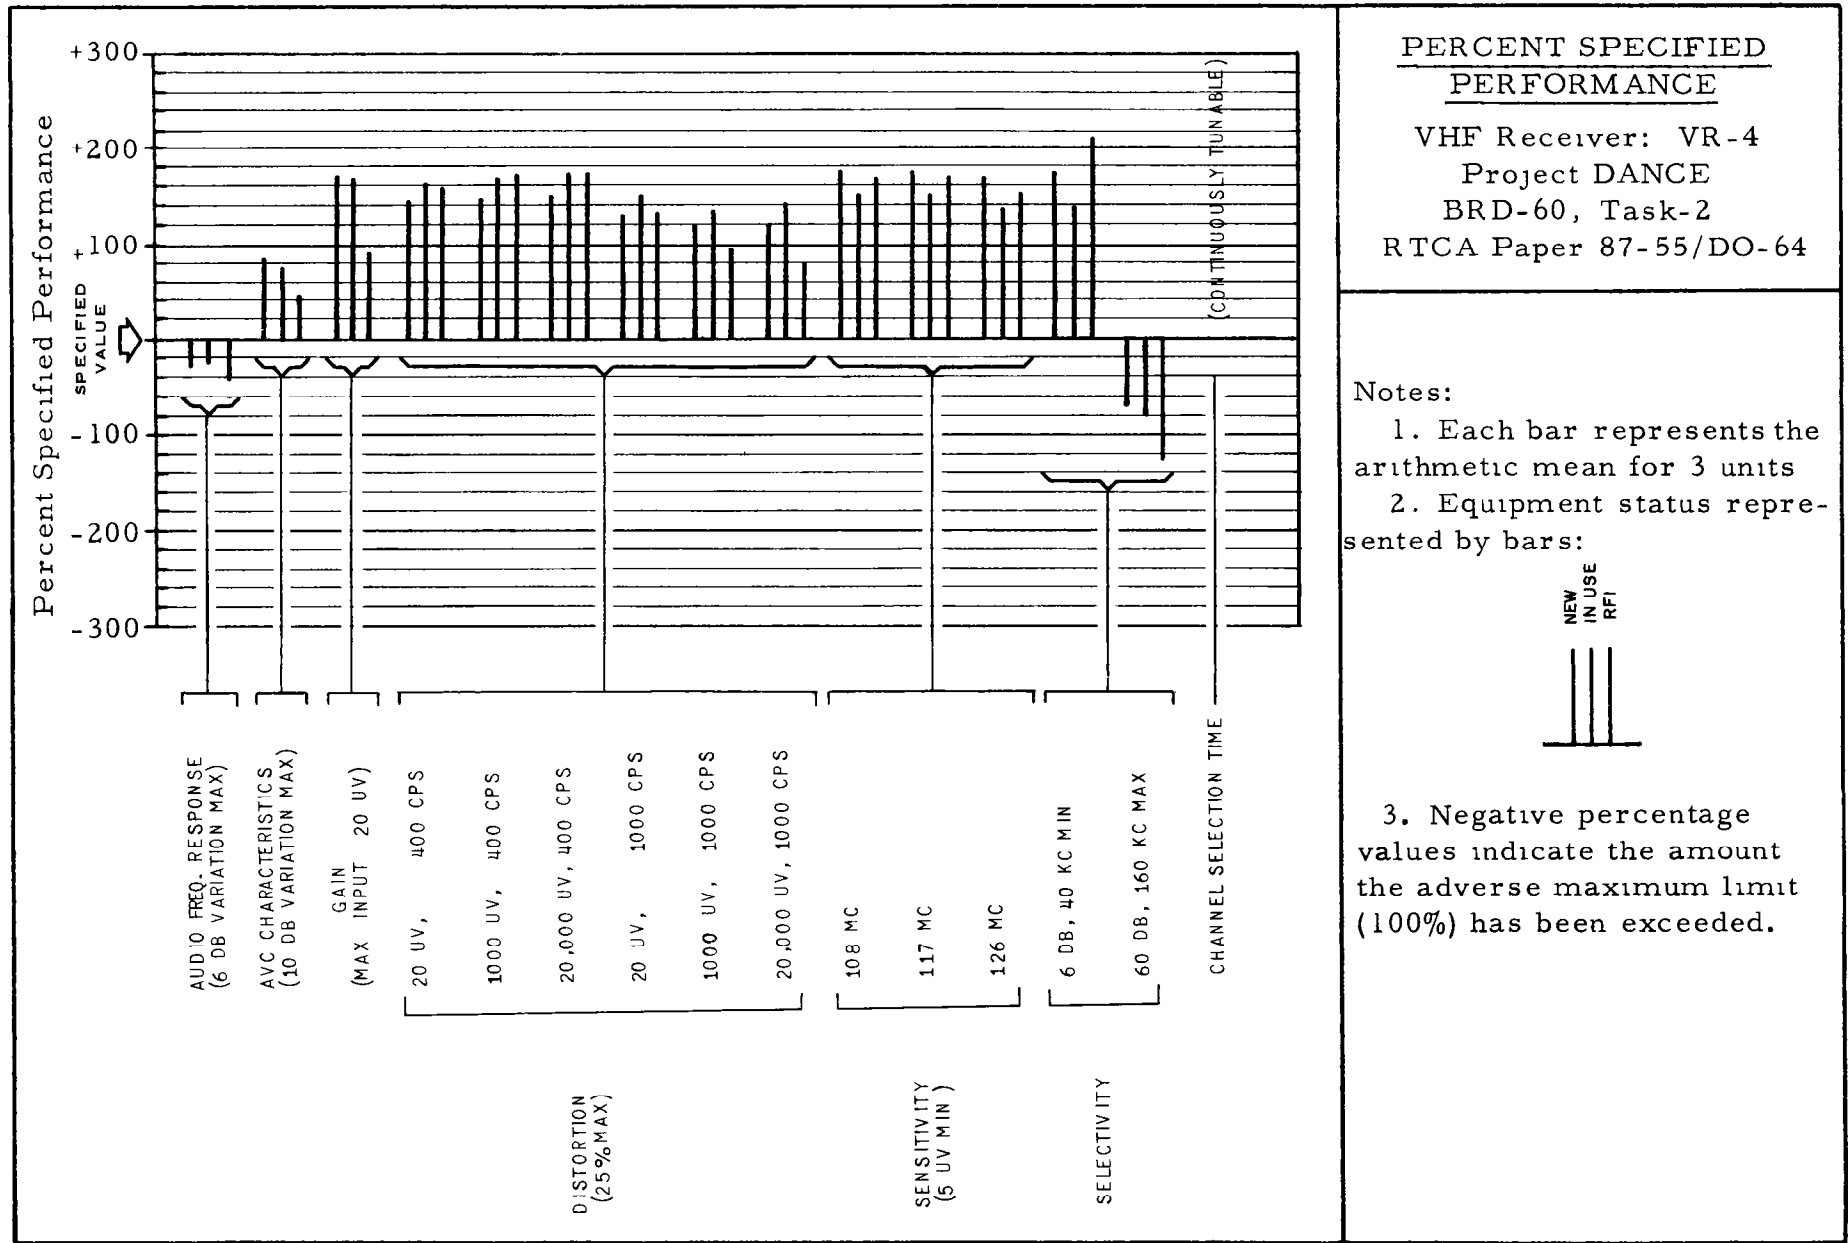 +300
+200
+100
-100
-200
-300
Percent Specified Performance
SPECIFIED
VALUE
(CONTINUOUSLY TUNABLE)
AUDIO FREQ. RESPONSE
(6 DB VARIATION MAX)
AVC CHARACTERISTICS
(10 DB VARIATION MAX)
GAIN
(MAX INPUT 20 UV)
20 UV, 400 CPS
1000 UV, 400 CPS
20,000 UV, 400 CPS
20 UV, 1000 CPS
1000 UV, 1000 CPS
20,000 UV, 1000 CPS
108 MC
117 MC
126 MC
6 DB, 40 KC MIN
60 DB, 160 KC MAX
CHANNEL SELECTION TIME
DISTORTION
(25% MAX)
SENSITIVITY
(5 UV MIN )
SELECTIVITY
PERCENT SPECIFIED
PERFORMANCE
VHF Receiver: VR-4
Project DANCE
BRD-60, Task-2
RTCA Paper 87-55/DO-64
Notes:
1. Each bar represents the
arithmetic mean for 3 units
2. Equipment status repre-
sented by bars:
NEW
IN USE
RFI
3. Negative percentage
values indicate the amount
the adverse maximum limit
(100%) has been exceeded.